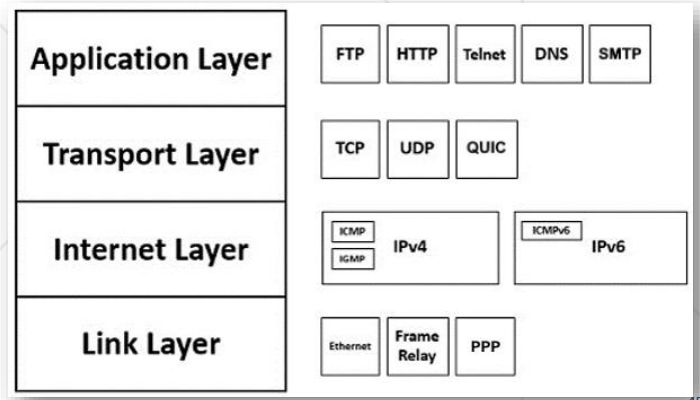 Application Layer
FTP
HTTP
Telnet
DNS
SMTP
Transport Layer
TCP
UDP
QUIC
Internet Layer
ICMP
IGMP
IPv4
ICMPv6
IPv6
Link Layer
Ethernet
Frame
Relay
PPP